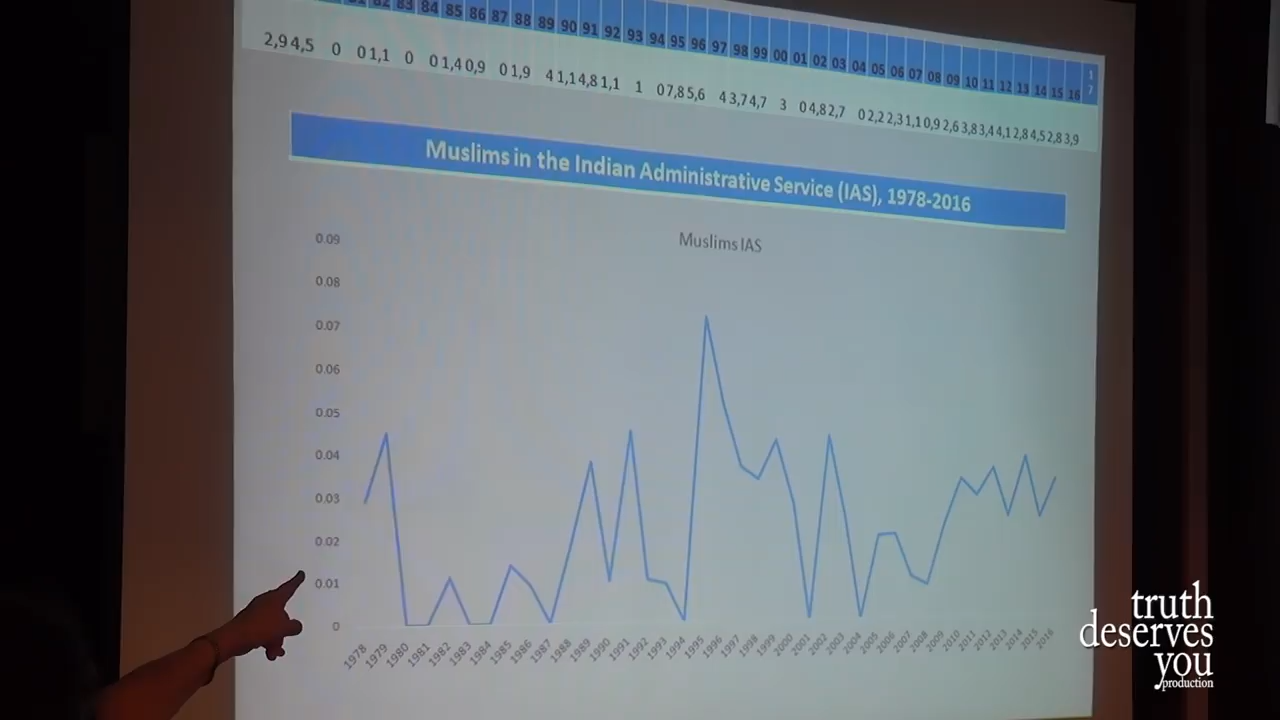 82 83 84 85 86 87 88 89 90 91 92 93 94 95 96 97 98 99 00 01 02 03 04 05 06 07 08 09 10 11 12 13 14 15 16 17
2,94,5 0 01,1 0 01,40,9 01,9 41,14,81,1 1 07,85,6 43,74,7 3 04,82,7 02,22,31,10,92,63,83,44,12,84,52,83,9
Muslims in the Indian Administrative Service (IAS), 1978-2016
Muslims IAS
0.09
0.08
0.07
0.06
0.05
0.04
0.03
0.02
0.01
0
1978 1979 1980 1981 1982 1983 1984 1985 1986 1987 1988 1989 1990 1991 1992 1993 1994 1995 1996 1997 1998 1999 2000 2001 2002 2003 2004 2005 2006 2007 2008 2009 2010 2011 2012 2013 2014 2015 2016
truth
deserves
you
production